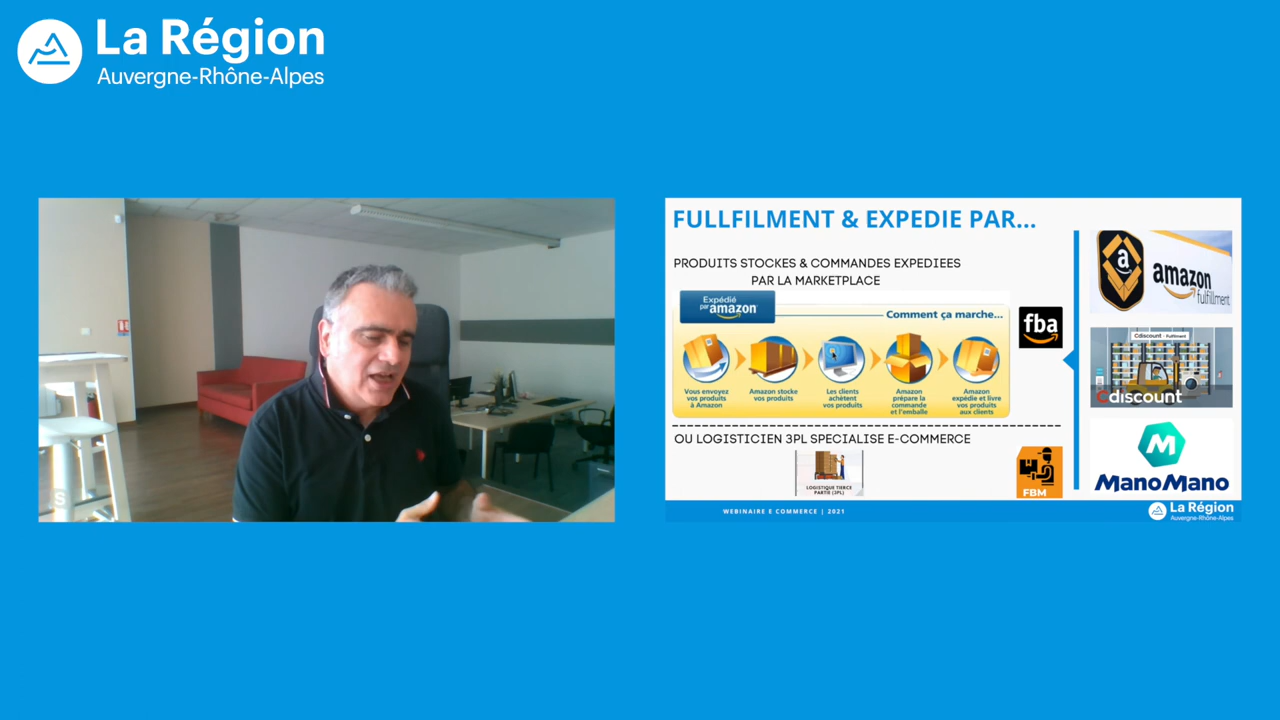 La Région
Auvergne-Rhône-Alpes
FULLFILMENT & EXPEDIE PAR...
PRODUITS STOCKES & COMMANDES EXPEDIEES
PAR LA MARKETPLACE
Expédié
par amazon
Comment ça marche...
Vous envoyez
vos produits
à Amazon
Amazon stocke
vos produits
Les clients
achètent
vos produits
Amazon
prépare la
commande
et l'emballe
Amazon
expédie et livre
vos produits
aux clients
fba
OU LOGISTICIEN 3PL SPECIALISE E-COMMERCE
LOGISTIQUE TIERCE
PARTIE (3PL)
FBM
a
amazon
fulfillment
Cdiscount - Fulfilment
Cdiscount
M
ManoMano
WEBINAIRE E COMMERCE | 2021
La Région
Auvergne-Rhône-Alpes